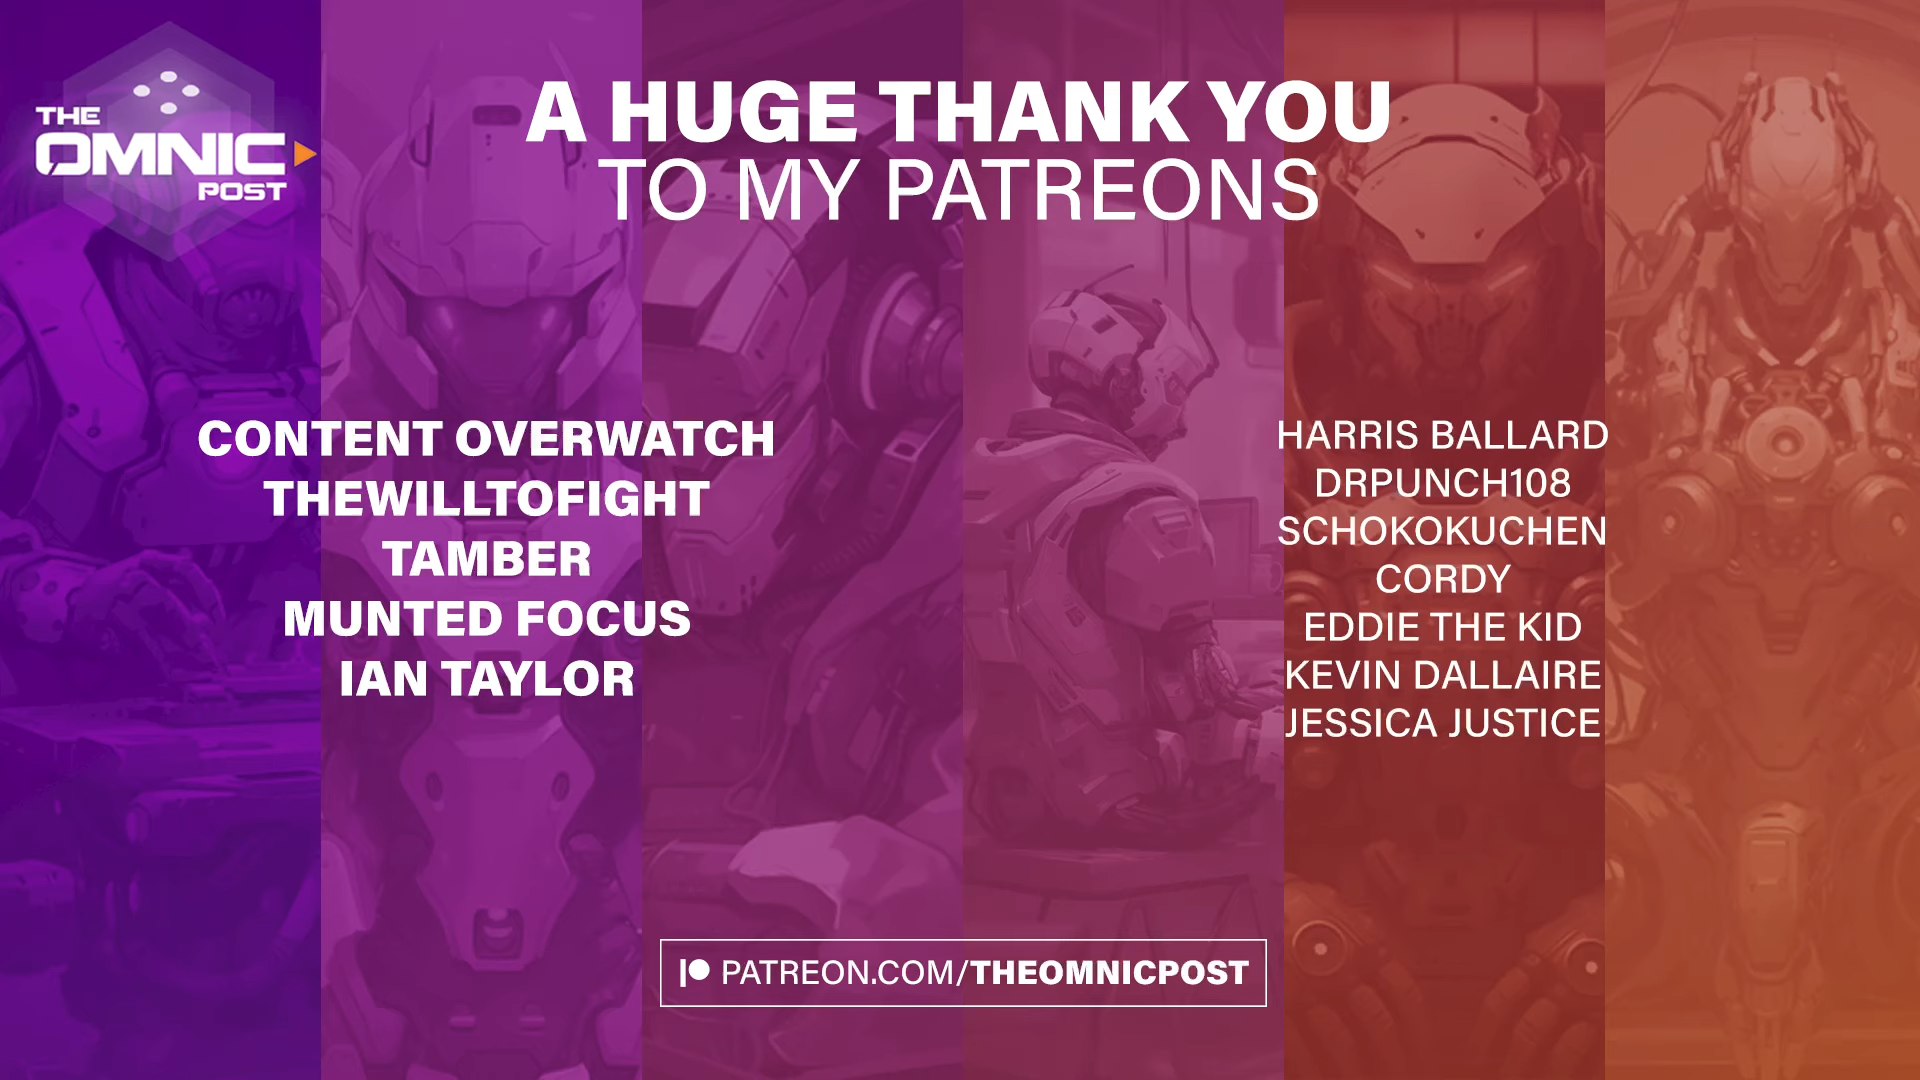 THE
OMNIC
POST
A HUGE THANK YOU
TO MY PATREONS
CONTENT OVERWATCH
THEWILLTOFIGHT
TAMBER
MUNTED FOCUS
IAN TAYLOR
HARRIS BALLARD
DRPUNCH108
SCHOKOKUCHEN
CORDY
EDDIE THE KID
KEVIN DALLAIRE
JESSICA JUSTICE
PATREON.COM/THEOMNICPOST